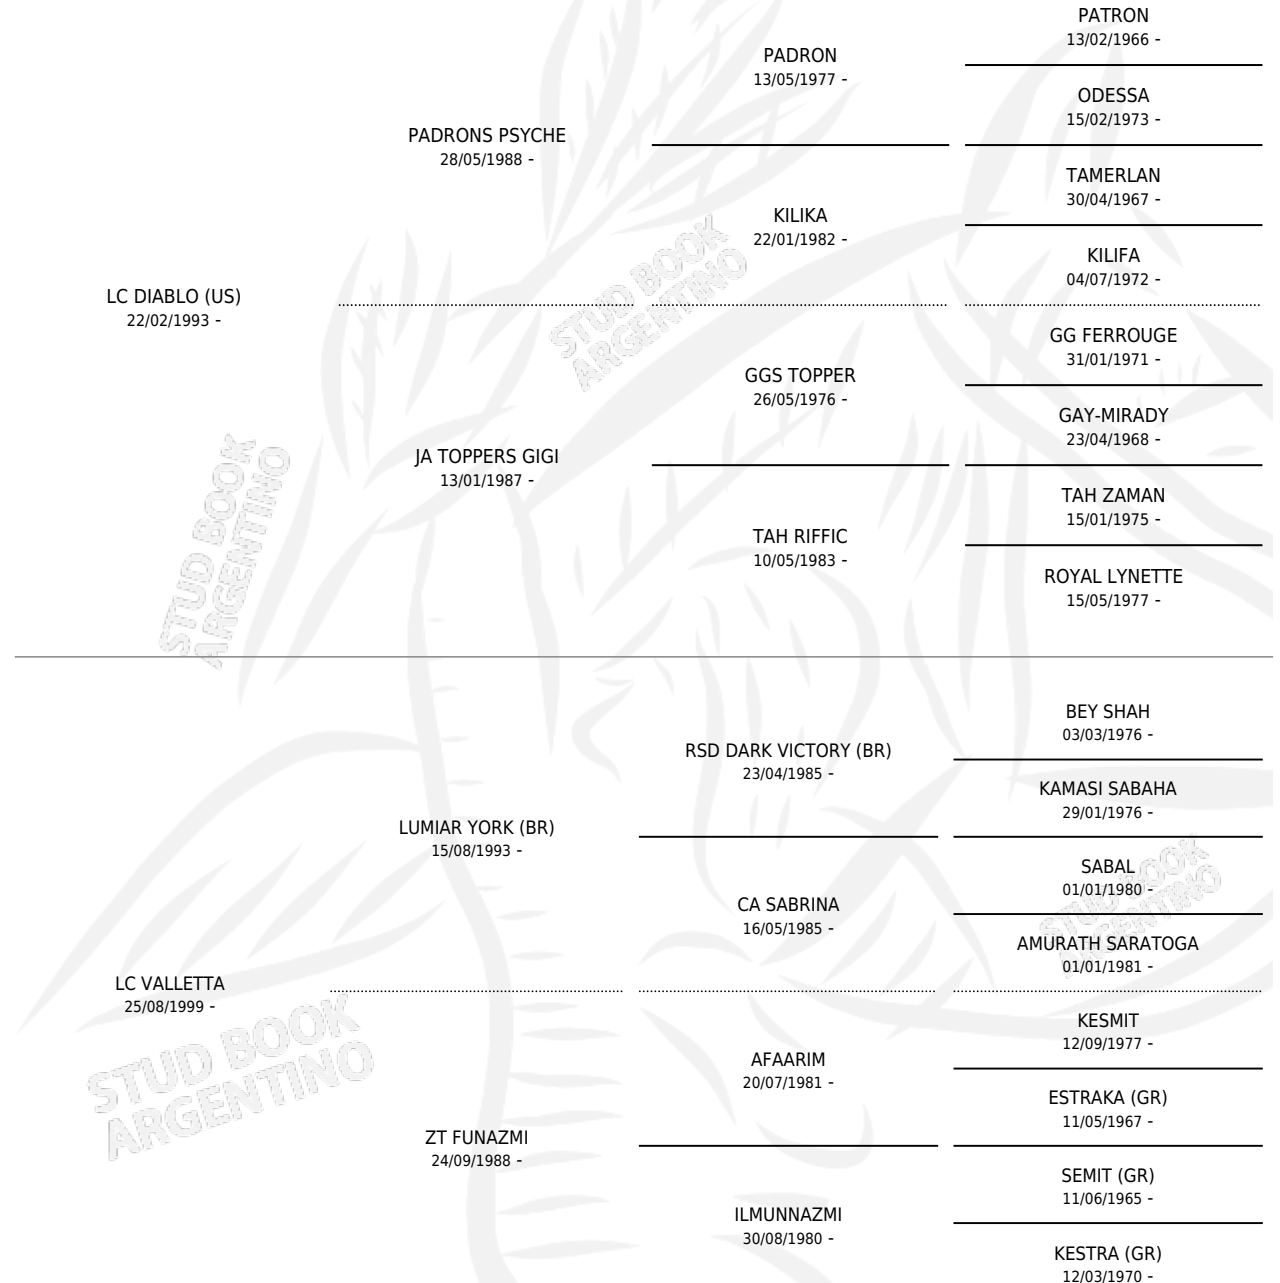 PATRON
13/02/1966 -
PADRON
13/05/1977 -
ODESSA
15/02/1973 -
PADRONS PSYCHE
28/05/1988 -
TAMERLAN
30/04/1967 -
KILIKA
22/01/1982 -
KILIFA
04/07/1972 -
LC DIABLO (US)
22/02/1993 -
GG FERROUGE
31/01/1971 -
GGS TOPPER
26/05/1976 -
GAY-MIRADY
23/04/1968 -
JA TOPPERS GIGI
13/01/1987 -
TAH ZAMAN
15/01/1975 -
TAH RIFFIC
10/05/1983 -
ROYAL LYNETTE
15/05/1977 -
BEY SHAH
03/03/1976 -
RSD DARK VICTORY (BR)
23/04/1985 -
KAMASI SABAHA
29/01/1976 -
LUMIAR YORK (BR)
15/08/1993 -
SABAL
01/01/1980 -
CA SABRINA
16/05/1985 -
AMURATH SARATOGA
01/01/1981 -
LC VALLETTA
25/08/1999 -
KESMIT
12/09/1977 -
AFAARIM
20/07/1981 -
ESTRAKA (GR)
11/05/1967 -
ZT FUNAZMI
24/09/1988 -
SEMIT (GR)
11/06/1965 -
ILMUNNAZMI
30/08/1980 -
KESTRA (GR)
12/03/1970 -
STUD BOOK
ARGENTINO
STUD BOOK
ARGENTINO
STUD BOOK
ARGENTINO
STUD BOOK
ARGENTINO